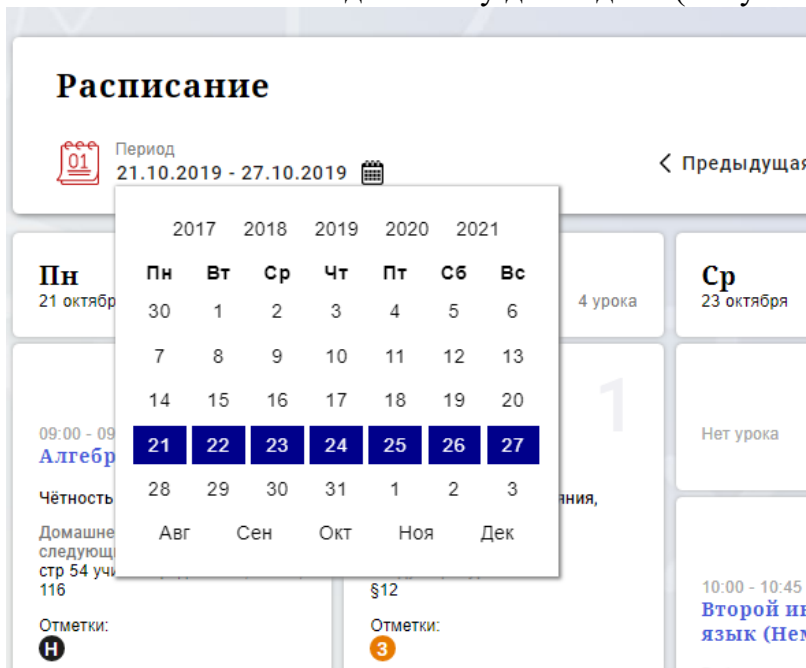 Расписание
01
Период
21.10.2019 - 27.10.2019
Предыдущая
2017 2018 2019 2020 2021
Пн Вт Ср Чт Пт Сб Вс
30 1 2 3 4 5 6
7 8 9 10 11 12 13
14 15 16 17 18 19 20
21 22 23 24 25 26 27
28 29 30 31 1 2 3
Авг Сен Окт Ноя Дек
Пн
21 октябр
09:00 - 09
Алгебр
Чётность
Домашне
следующ
стр 54 уч
116
Отметки:
Н
4 урока
1
яния,
§12
Отметки:
3
Ср
23 октября
Нет урока
10:00 - 10:45
Второй ин
язык (Нем